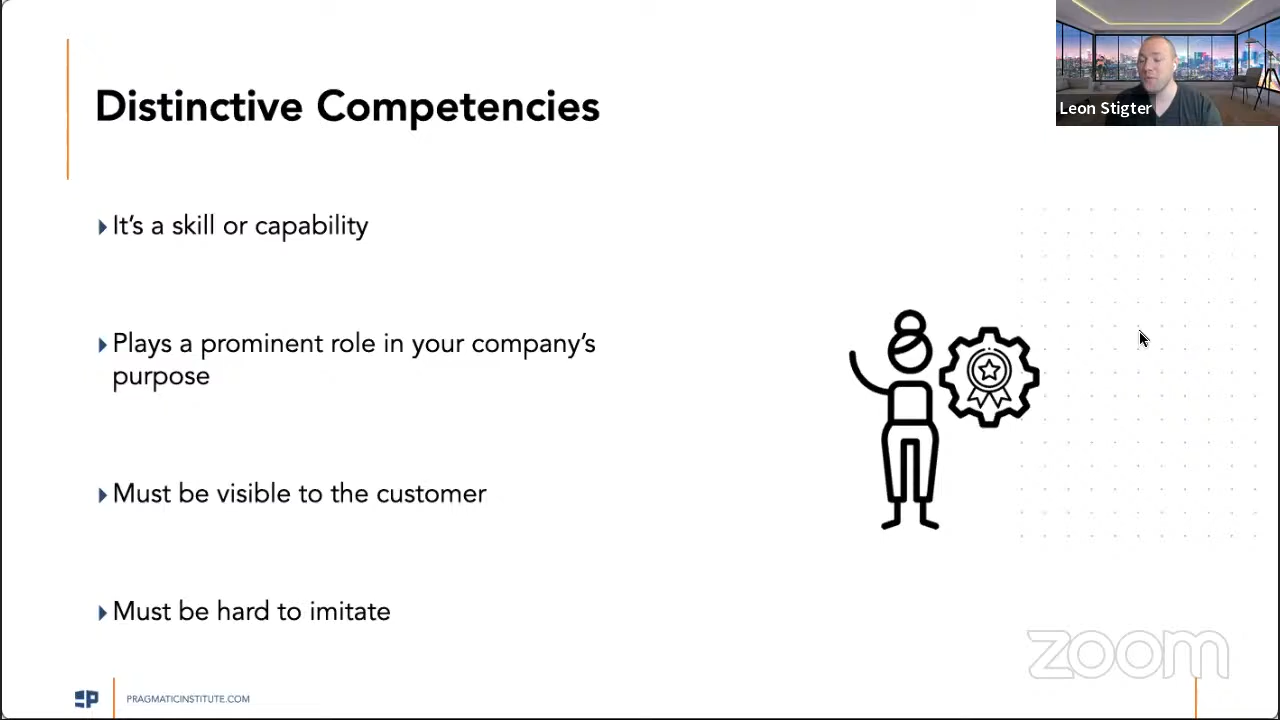 Distinctive Competencies
Leon Stigter
It’s a skill or capability
Plays a prominent role in your company’s
purpose
Must be visible to the customer
Must be hard to imitate
zoom
PRAGMATICINSTITUTE.COM